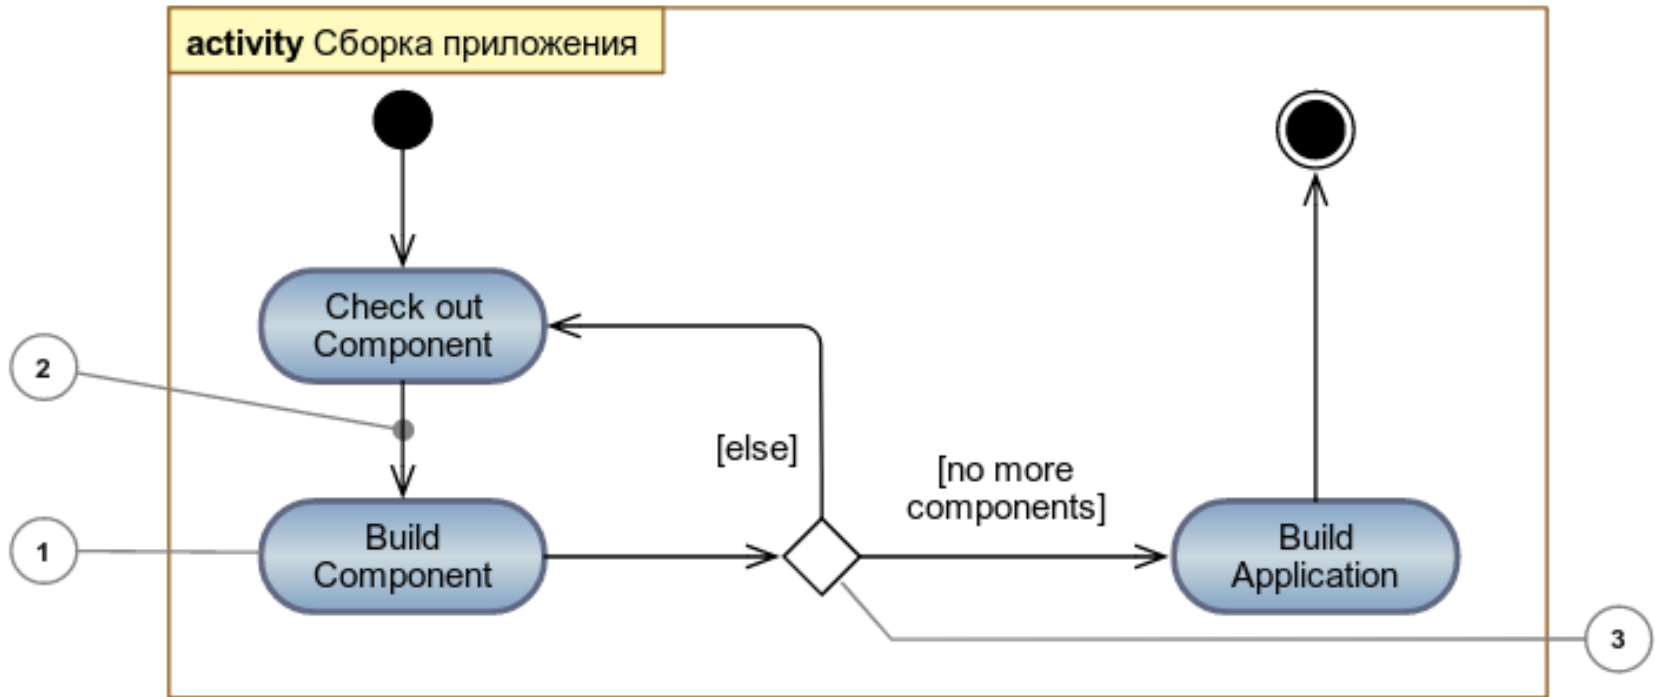 activity Сборка приложения
Check out
Component
2
[else]
[no more
components]
1
Build
Component
Build
Application
3